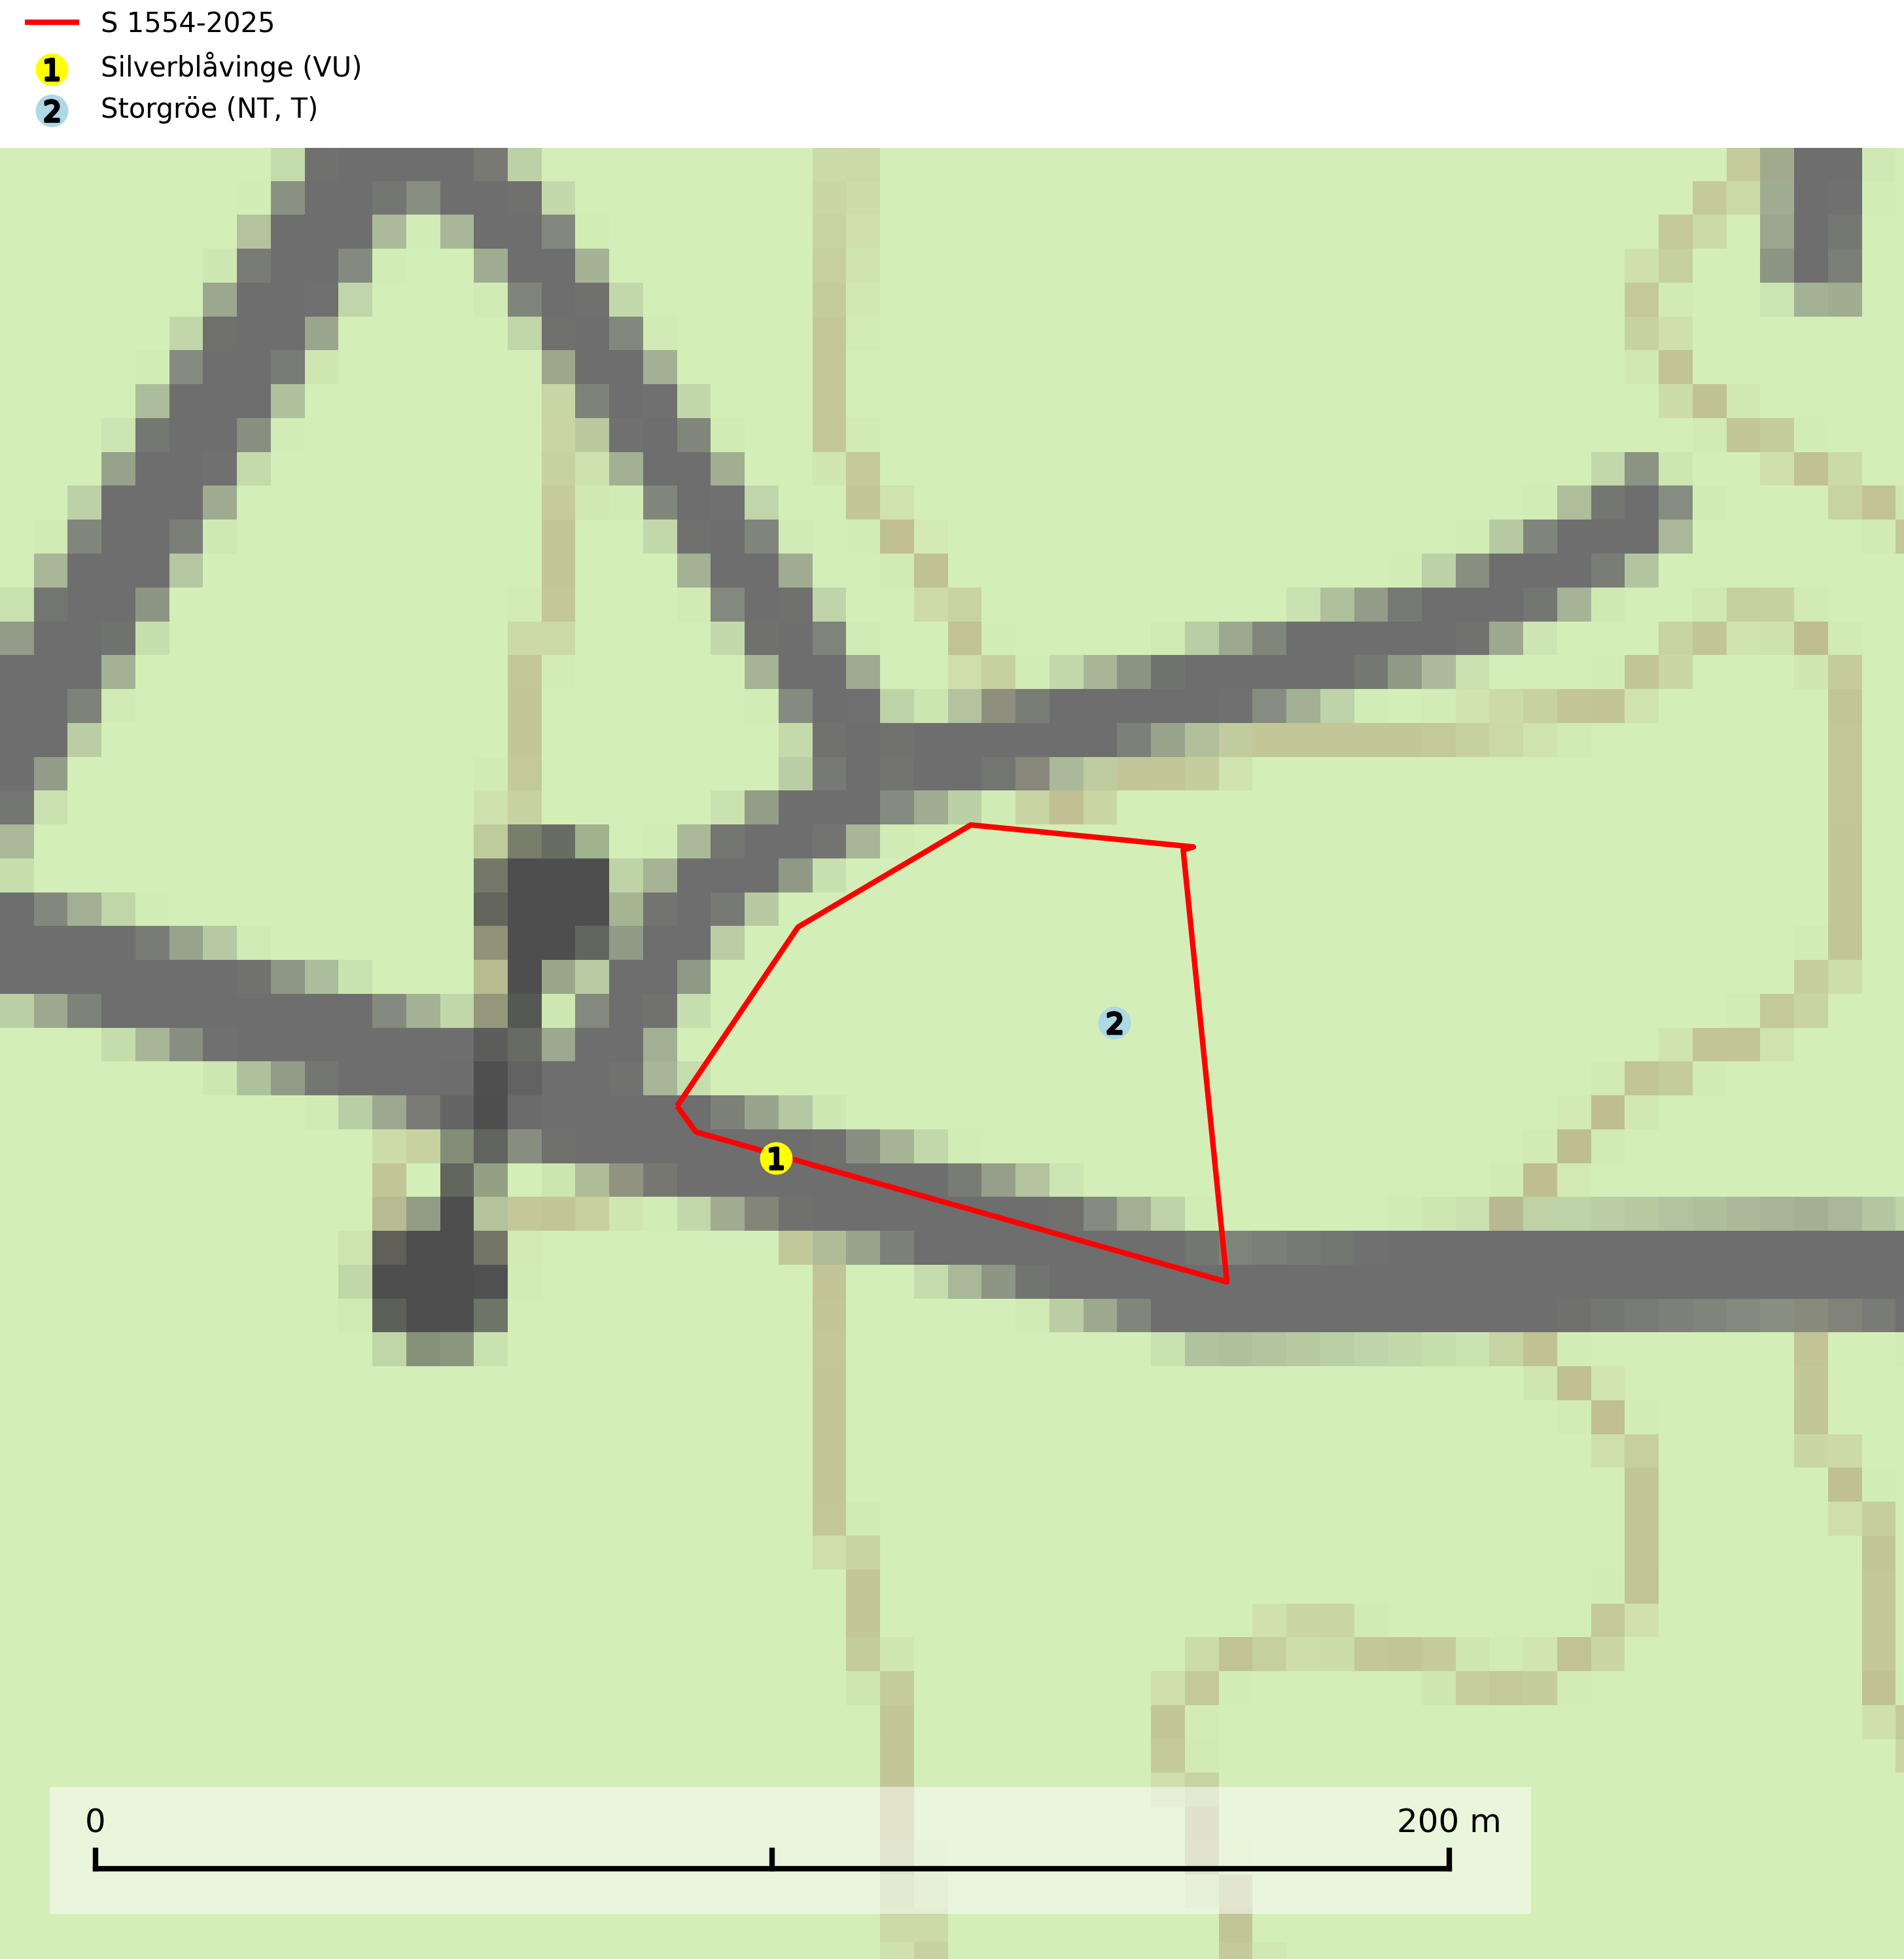 S 1554-2025
1 Silverblåvinge (VU)
2 Storgröe (NT, T)
2
1
0 200 m